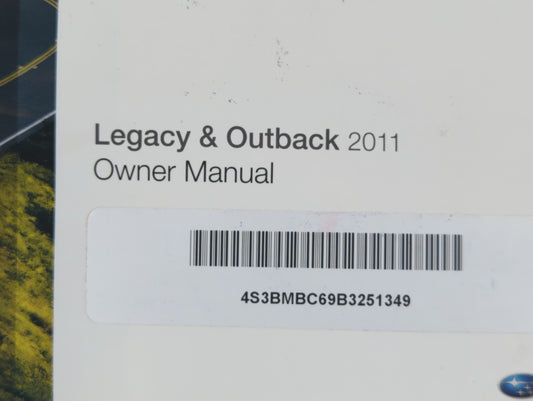 Legacy & Outback 2011
Owner Manual
4S3BMBC69B3251349